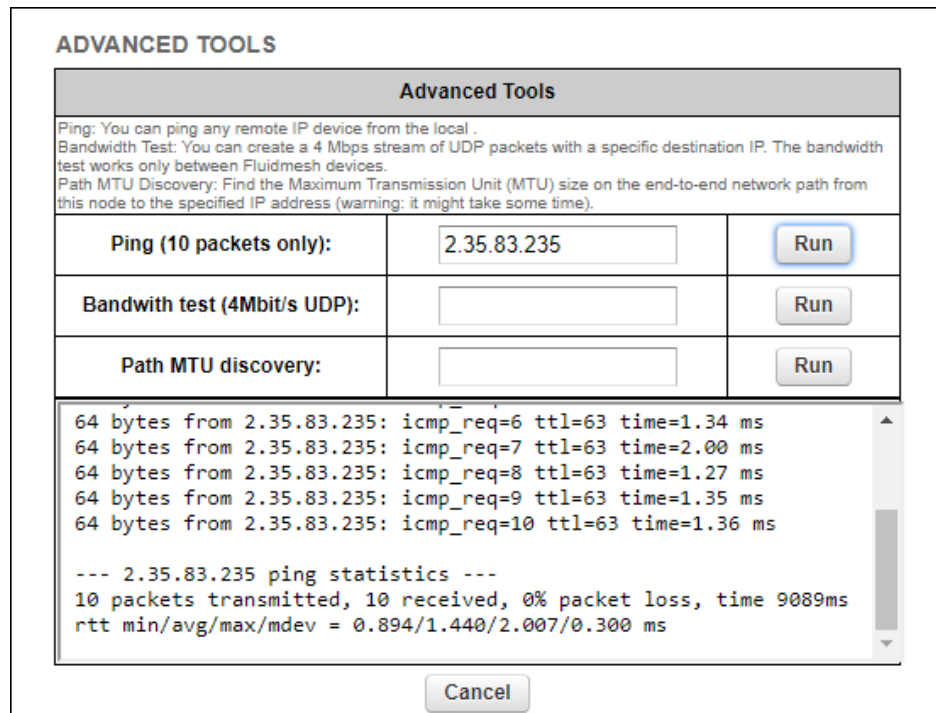 ADVANCED TOOLS
Advanced Tools
Ping: You can ping any remote IP device from the local .
Bandwidth Test: You can create a 4 Mbps stream of UDP packets with a specific destination IP. The bandwidth
test works only between Fluidmesh devices.
Path MTU Discovery: Find the Maximum Transmission Unit (MTU) size on the end-to-end network path from
this node to the specified IP address (warning: it might take some time).
Ping (10 packets only): 2.35.83.235 Run
Bandwith test (4Mbit/s UDP): Run
Path MTU discovery: Run
64 bytes from 2.35.83.235: icmp_req=6 ttl=63 time=1.34 ms
64 bytes from 2.35.83.235: icmp_req=7 ttl=63 time=2.00 ms
64 bytes from 2.35.83.235: icmp_req=8 ttl=63 time=1.27 ms
64 bytes from 2.35.83.235: icmp_req=9 ttl=63 time=1.35 ms
64 bytes from 2.35.83.235: icmp_req=10 ttl=63 time=1.36 ms
--- 2.35.83.235 ping statistics ---
10 packets transmitted, 10 received, 0% packet loss, time 9089ms
rtt min/avg/max/mdev = 0.894/1.440/2.007/0.300 ms
Cancel